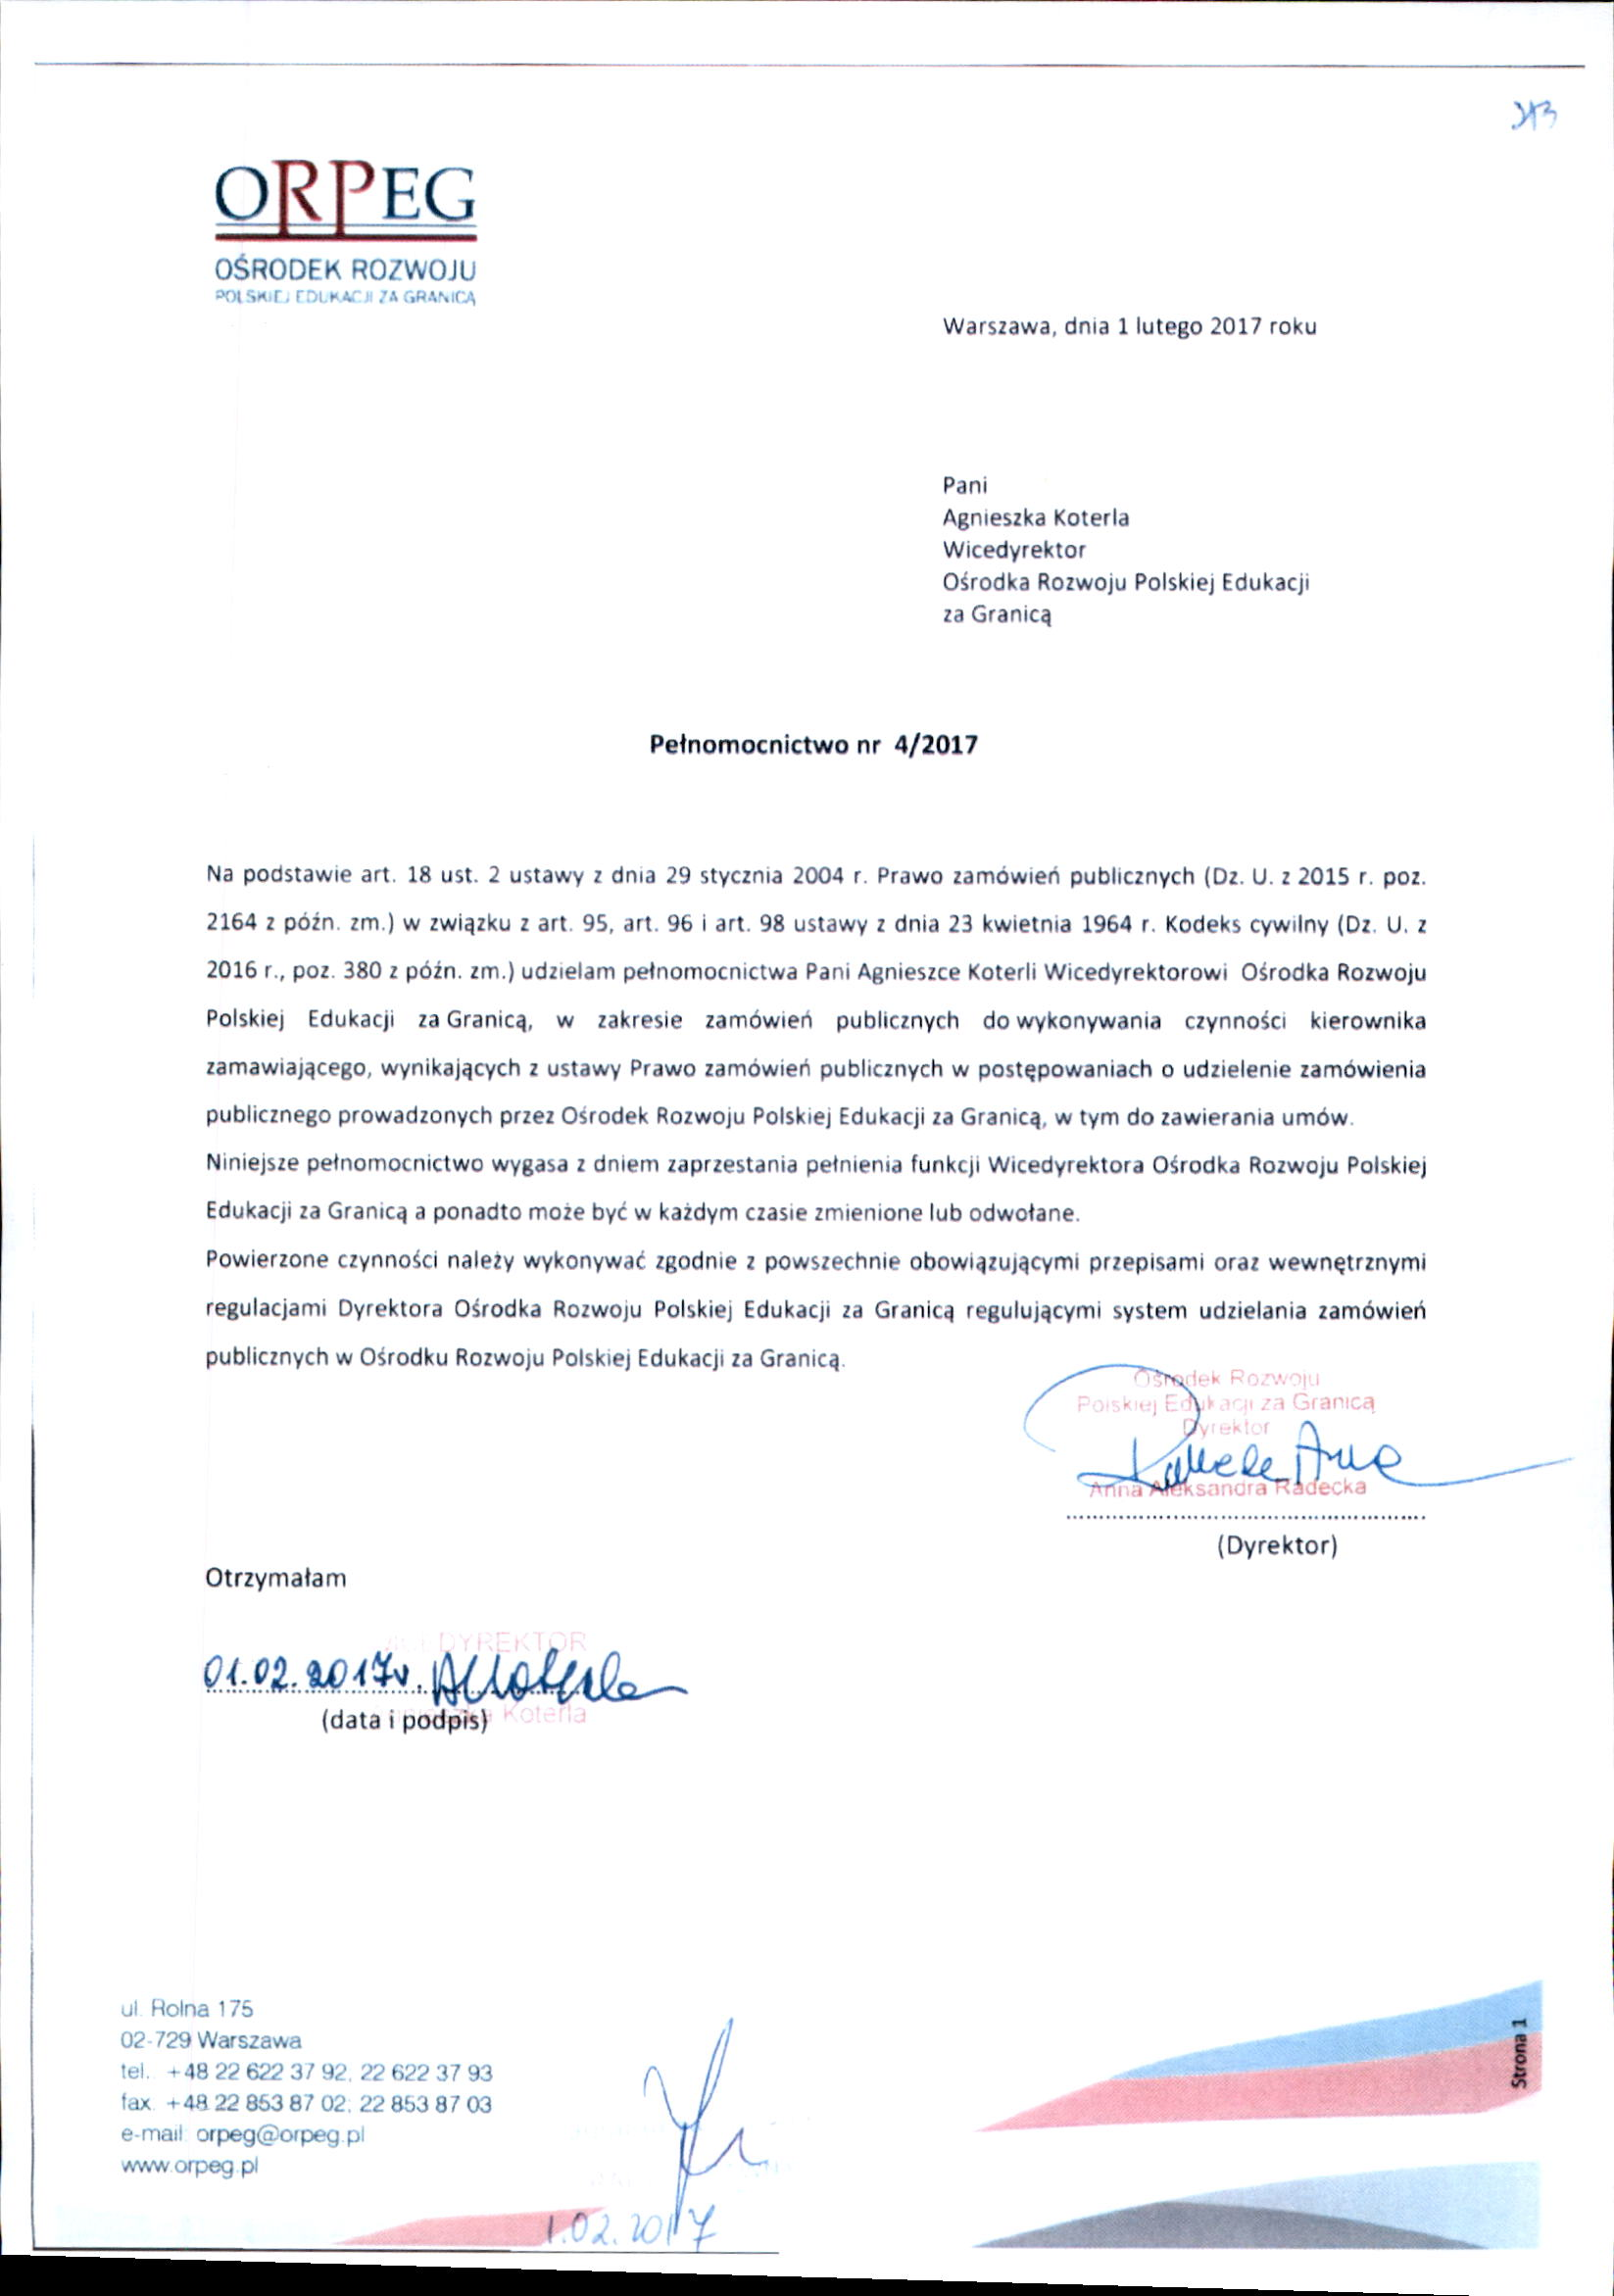 ORPEG
OŚRODEK ROZWOJU
POLSKIEJ EDUKACJI ZA GRANICĄ
Warszawa, dnia 1 lutego 2017 roku
Pani
Agnieszka Koterla
Wicedyrektor
Ośrodka Rozwoju Polskiej Edukacji
za Granicą
Pełnomocnictwo nr 4/2017
Na podstawie art. 18 ust. 2 ustawy z dnia 29 stycznia 2004 r. Prawo zamówień publicznych (Dz. U. z 2015 r. poz.
2164 z późn. zm.) w związku z art. 95, art. 96 i art. 98 ustawy z dnia 23 kwietnia 1964 r. Kodeks cywilny (Dz. U. z
2016 r., poz. 380 z późn. zm.) udzielam pełnomocnictwa Pani Agnieszce Koterli Wicedyrektorowi Ośrodka Rozwoju
Polskiej Edukacji za Granicą, w zakresie zamówień publicznych do wykonywania czynności kierownika
zamawiającego, wynikających z ustawy Prawo zamówień publicznych w postępowaniach o udzielenie zamówienia
publicznego prowadzonych przez Ośrodek Rozwoju Polskiej Edukacji za Granicą, w tym do zawierania umów.
Niniejsze pełnomocnictwo wygasa z dniem zaprzestania pełnienia funkcji Wicedyrektora Ośrodka Rozwoju Polskiej
Edukacji za Granicą a ponadto może być w każdym czasie zmienione lub odwołane.
Powierzone czynności należy wykonywać zgodnie z powszechnie obowiązującymi przepisami oraz wewnętrznymi
regulacjami Dyrektora Ośrodka Rozwoju Polskiej Edukacji za Granicą regulującymi system udzielania zamówień
publicznych w Ośrodku Rozwoju Polskiej Edukacji za Granicą.
Ośrodek Rozwoju
Polskiej Edukacji za Granicą
Dyrektor
Anna Aleksandra Radecka
(Dyrektor)
Otrzymałam
DYREKTOR
01.02.2017r. AKoterla
Koterla
(data i podpis)
ul. Rolna 175
02-729 Warszawa
tel. +48 22 622 37 92, 22 622 37 93
fax. +48 22 853 87 02; 22 853 87 03
e-mail: orpeg@orpeg.pl
www.orpeg.pl
1.02.2017
Strona 1